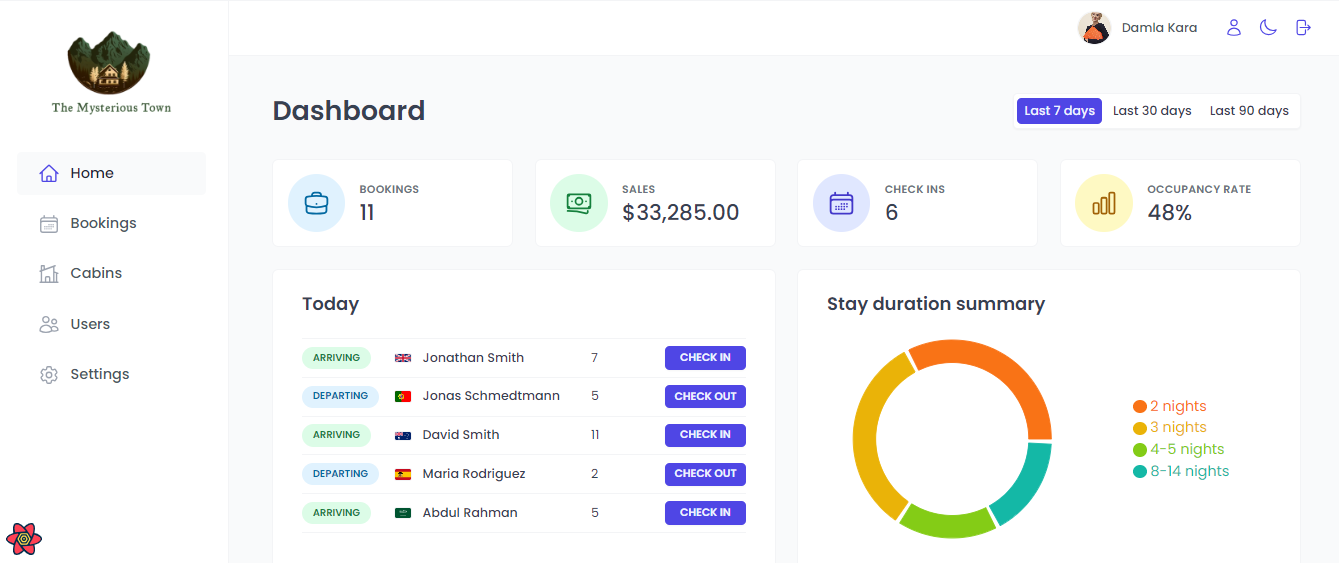 The Mysterious Town
Home
Bookings
Cabins
Users
Settings
Damla Kara
Dashboard
Last 7 days Last 30 days Last 90 days
BOOKINGS
11
SALES
$33,285.00
CHECK INS
6
OCCUPANCY RATE
48%
Today
ARRIVING Jonathan Smith 7 CHECK IN
DEPARTING Jonas Schmedtmann 5 CHECK OUT
ARRIVING David Smith 11 CHECK IN
DEPARTING Maria Rodriguez 2 CHECK OUT
ARRIVING Abdul Rahman 5 CHECK IN
Stay duration summary
2 nights
3 nights
4-5 nights
8-14 nights